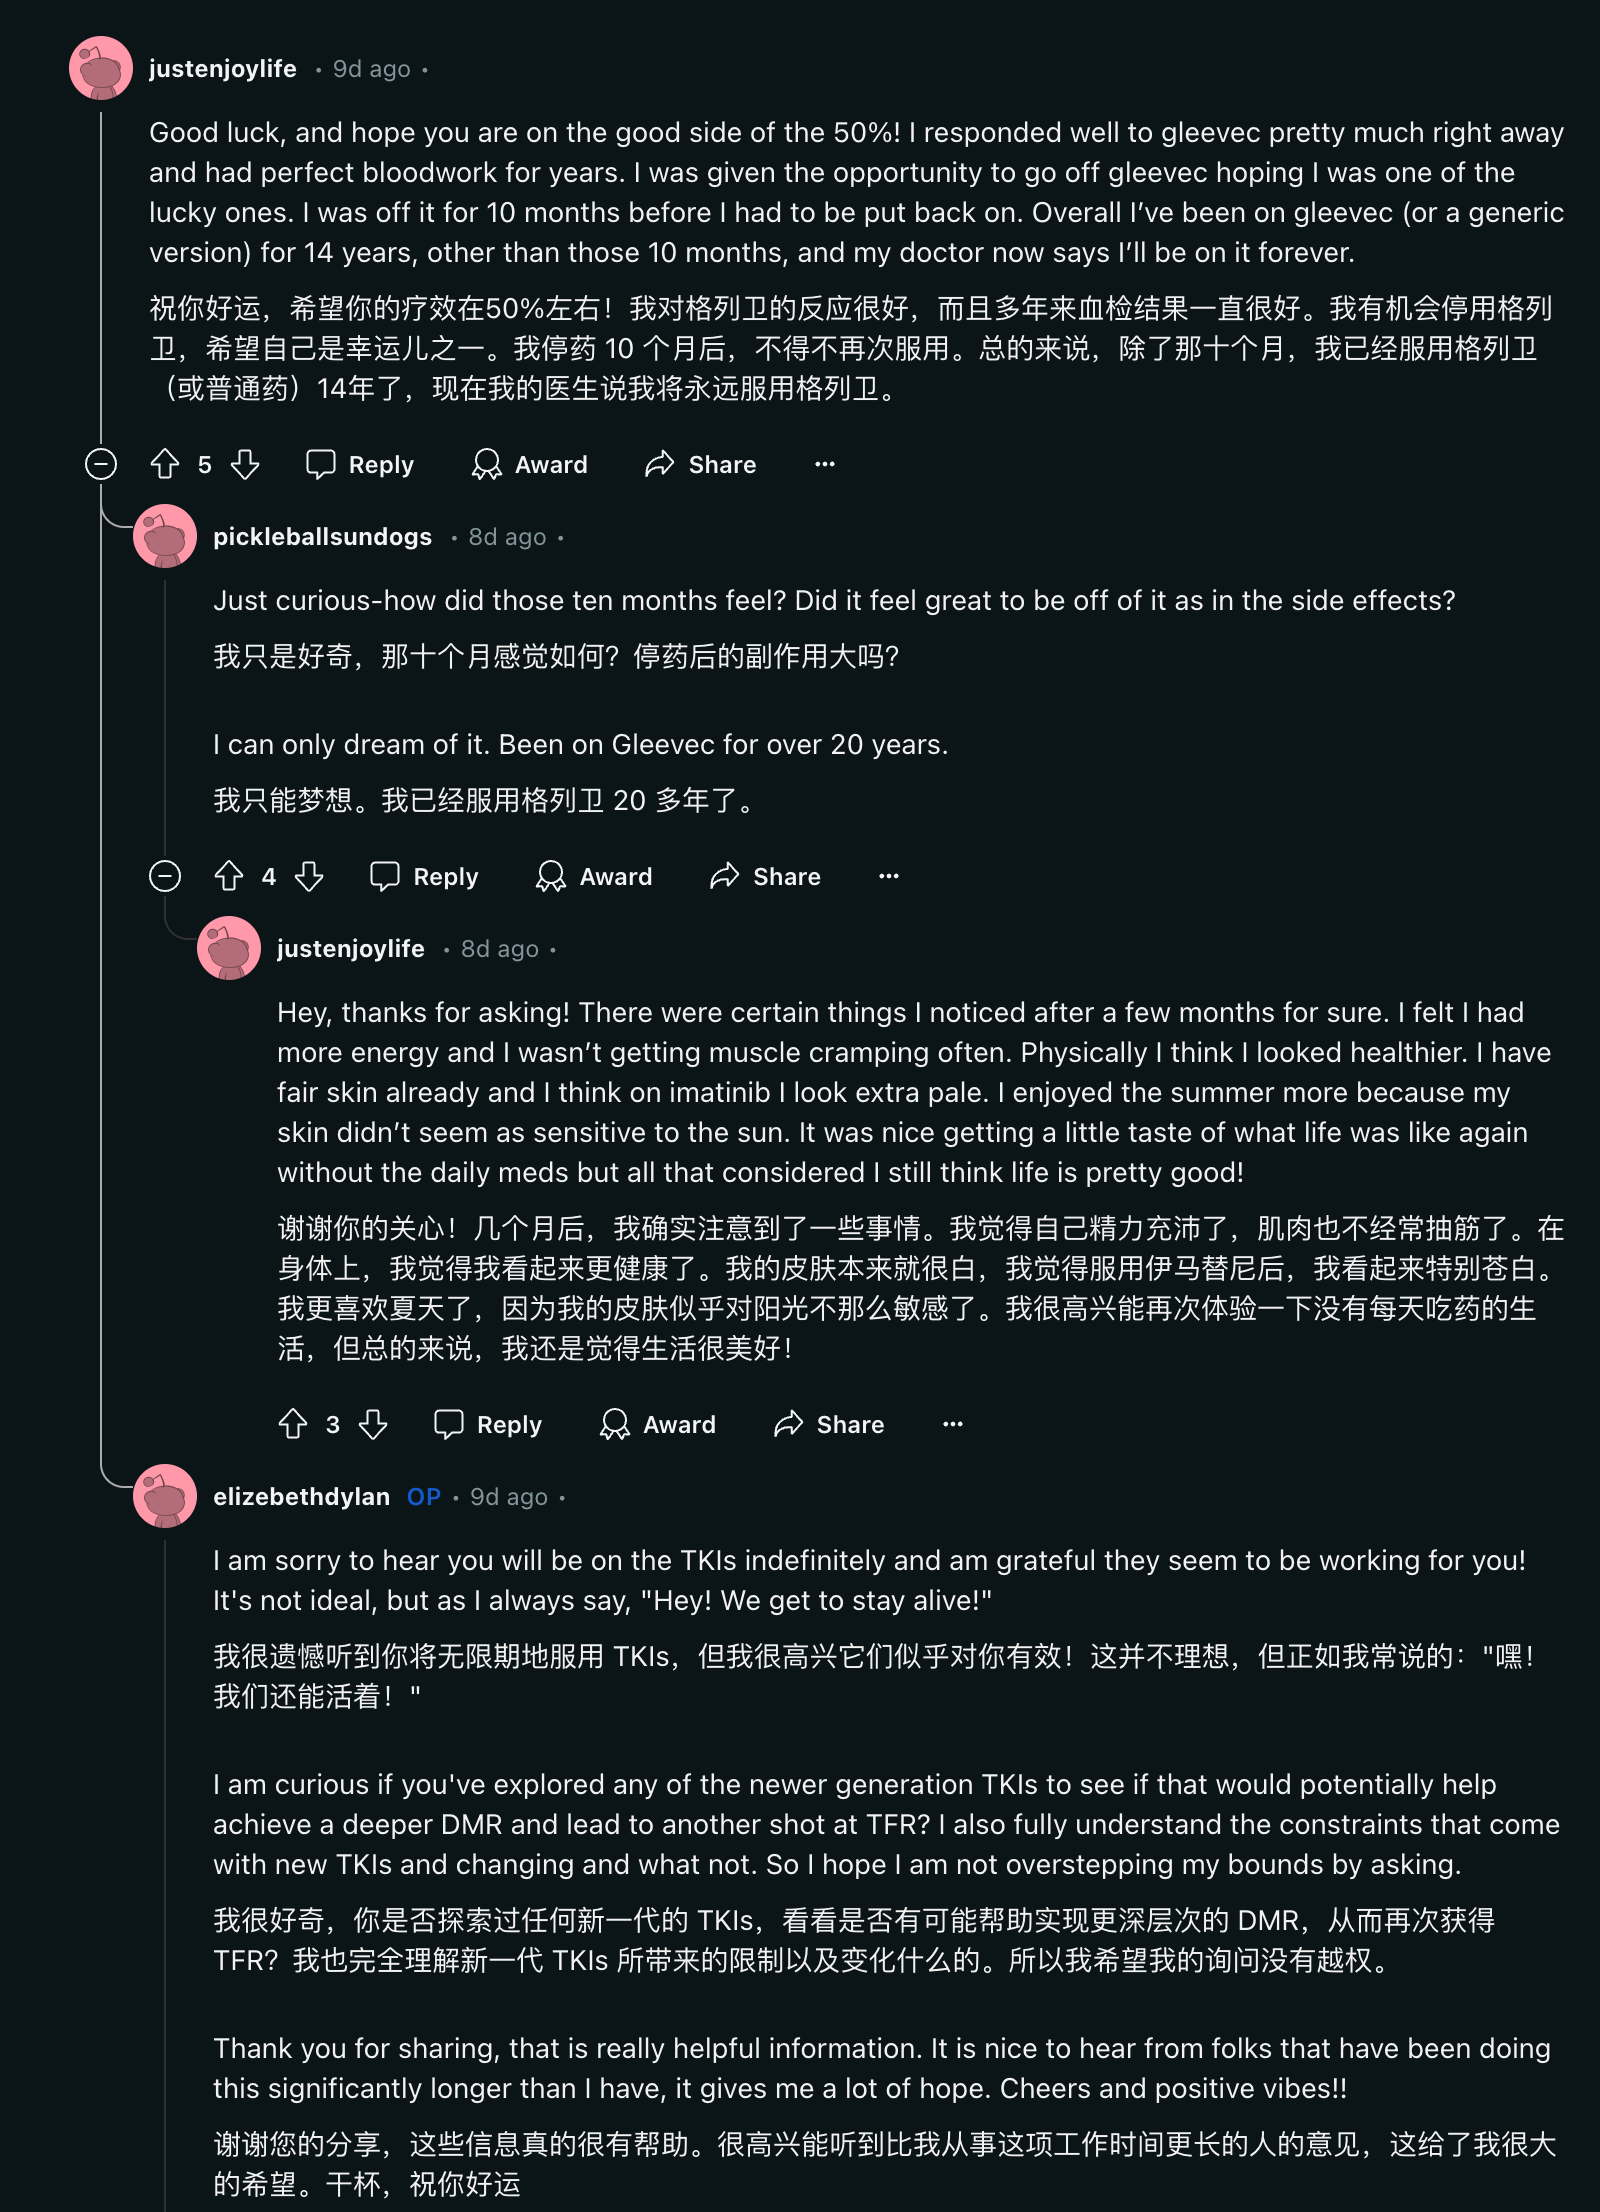 justenjoylife • 9d ago •
Good luck, and hope you are on the good side of the 50%! I responded well to gleevec pretty much right away
and had perfect bloodwork for years. I was given the opportunity to go off gleevec hoping I was one of the
lucky ones. I was off it for 10 months before I had to be put back on. Overall I’ve been on gleevec (or a generic
version) for 14 years, other than those 10 months, and my doctor now says I’ll be on it forever.
祝你好运，希望你的疗效在50%左右！我对格列卫的反应很好，而且多年来血检结果一直很好。我有机会停用格列
卫，希望自己是幸运儿之一。我停药 10 个月后，不得不再次服用。总的来说，除了那十个月，我已经服用格列卫
（或普通药）14年了，现在我的医生说我将永远服用格列卫。
5 Reply Award Share ···
pickleballsundogs • 8d ago •
Just curious-how did those ten months feel? Did it feel great to be off of it as in the side effects?
我只是好奇，那十个月感觉如何？停药后的副作用大吗？
I can only dream of it. Been on Gleevec for over 20 years.
我只能梦想。我已经服用格列卫 20 多年了。
4 Reply Award Share ···
justenjoylife • 8d ago •
Hey, thanks for asking! There were certain things I noticed after a few months for sure. I felt I had
more energy and I wasn’t getting muscle cramping often. Physically I think I looked healthier. I have
fair skin already and I think on imatinib I look extra pale. I enjoyed the summer more because my
skin didn’t seem as sensitive to the sun. It was nice getting a little taste of what life was like again
without the daily meds but all that considered I still think life is pretty good!
谢谢你的关心！几个月后，我确实注意到了一些事情。我觉得自己精力充沛了，肌肉也不经常抽筋了。在
身体上，我觉得我看起来更健康了。我的皮肤本来就很白，我觉得服用伊马替尼后，我看起来特别苍白。
我更喜欢夏天了，因为我的皮肤似乎对阳光不那么敏感了。我很高兴能再次体验一下没有每天吃药的生
活，但总的来说，我还是觉得生活很美好！
3 Reply Award Share ···
elizebethdylan OP • 9d ago •
I am sorry to hear you will be on the TKIs indefinitely and am grateful they seem to be working for you!
It's not ideal, but as I always say, "Hey! We get to stay alive!"
我很遗憾听到你将无限期地服用 TKIs，但我很高兴它们似乎对你有效！这并不理想，但正如我常说的："嘿！
我们还能活着！"
I am curious if you've explored any of the newer generation TKIs to see if that would potentially help
achieve a deeper DMR and lead to another shot at TFR? I also fully understand the constraints that come
with new TKIs and changing and what not. So I hope I am not overstepping my bounds by asking.
我很好奇，你是否探索过任何新一代的 TKIs，看看是否有可能帮助实现更深层次的 DMR，从而再次获得
TFR？我也完全理解新一代 TKIs 所带来的限制以及变化什么的。所以我希望我的询问没有越权。
Thank you for sharing, that is really helpful information. It is nice to hear from folks that have been doing
this significantly longer than I have, it gives me a lot of hope. Cheers and positive vibes!!
谢谢您的分享，这些信息真的很有帮助。很高兴能听到比我从事这项工作时间更长的人的意见，这给了我很大
的希望。干杯，祝你好运